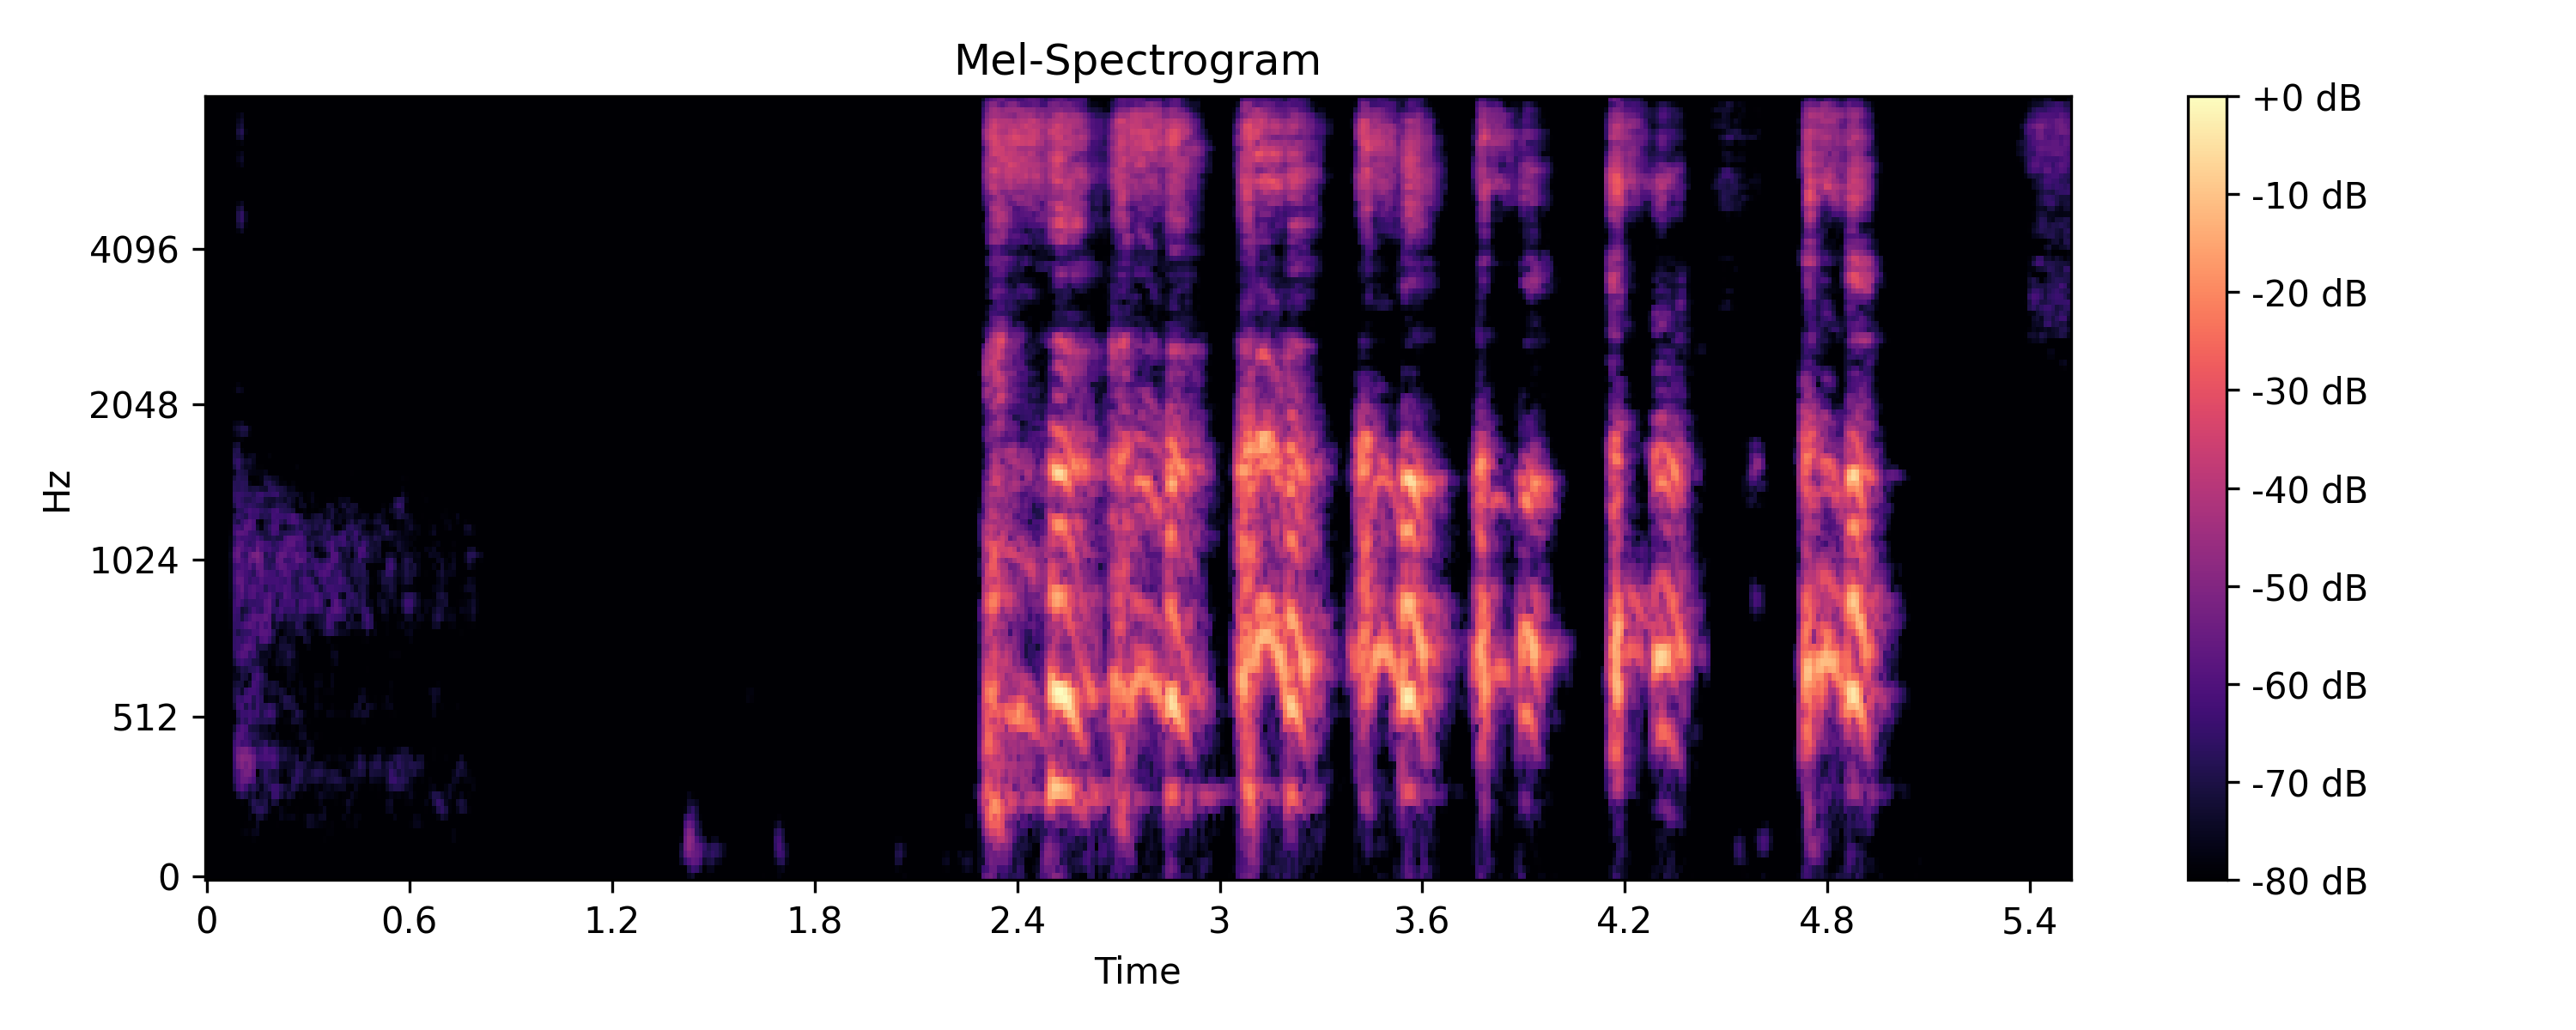 Mel-Spectrogram
+0 dB
-10 dB
-20 dB
-30 dB
-40 dB
-50 dB
-60 dB
-70 dB
-80 dB
Hz
4096
2048
1024
512
0
0 0.6 1.2 1.8 2.4 3 3.6 4.2 4.8 5.4
Time